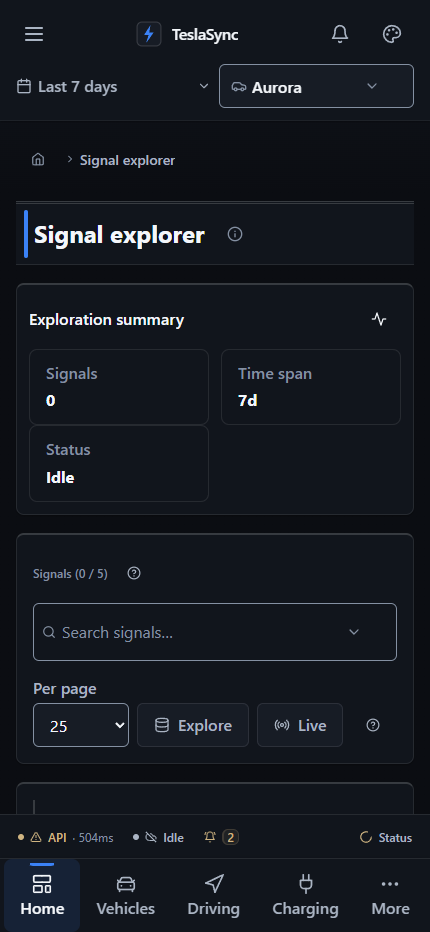 TeslaSync
Last 7 days
Aurora
Signal explorer
Signal explorer
Exploration summary
Signals
0
Time span
7d
Status
Idle
Signals (0 / 5)
Search signals...
Per page
25
Explore
Live
API · 504ms
Idle
2
Status
Home
Vehicles
Driving
Charging
More